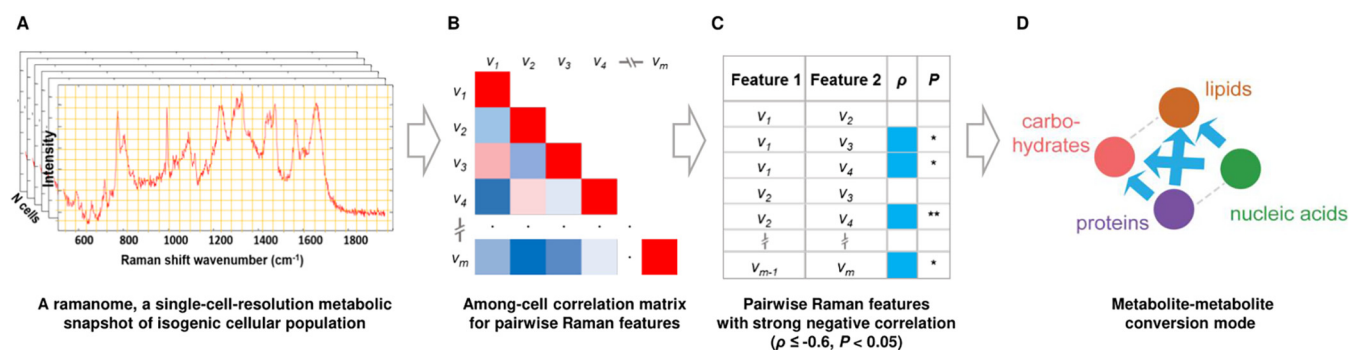 A
Intensity
N cells
600 800 1000 1200 1400 1600 1800
Raman shift wavenumber (cm⁻¹)
A ramanome, a single-cell-resolution metabolic
snapshot of isogenic cellular population
B
v₁ v₂ v₃ v₄ vₘ
v₁
v₂
v₃
v₄
· · · · ·
vₘ ·
Among-cell correlation matrix
for pairwise Raman features
C
Feature 1 Feature 2 ρ P
v₁ v₂
v₁ v₃ *
v₁ v₄ *
v₂ v₃
v₂ v₄ **
vₘ₋₁ vₘ *
Pairwise Raman features
with strong negative correlation
(ρ ≤ -0.6, P < 0.05)
D
lipids
carbo-
hydrates
proteins
nucleic acids
Metabolite-metabolite
conversion mode